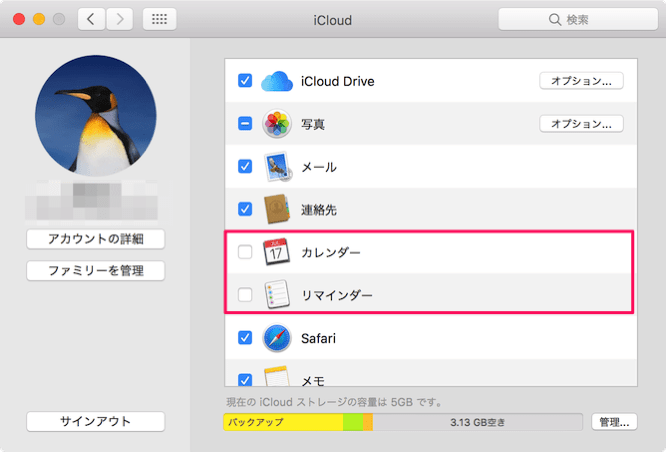 iCloud
検索
アカウントの詳細
ファミリーを管理
サインアウト
iCloud Drive
オプション...
写真
オプション...
メール
連絡先
JUL
17
カレンダー
リマインダー
Safari
メモ
現在の iCloud ストレージの容量は 5GB です。
バックアップ
3.13 GB空き
管理...